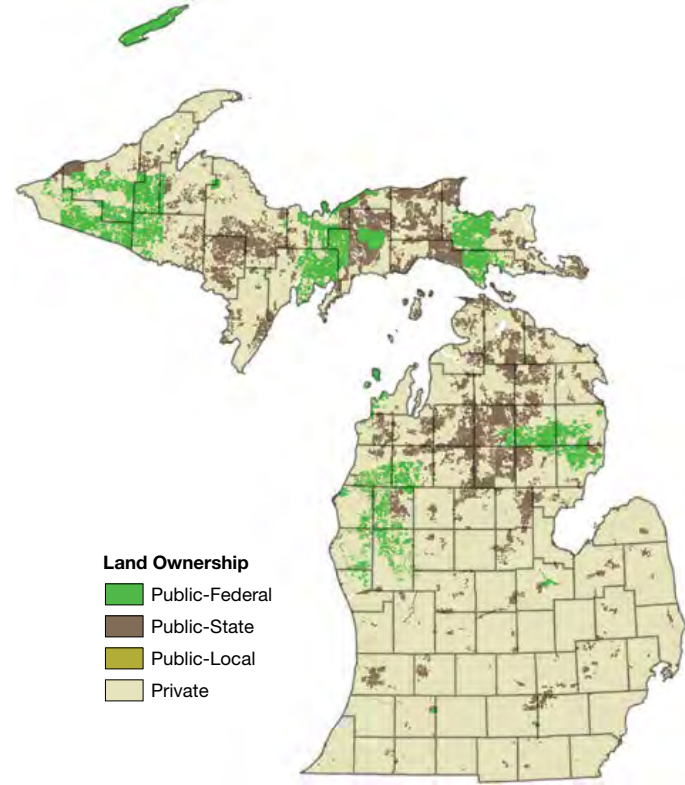 Land Ownership
Public-Federal
Public-State
Public-Local
Private